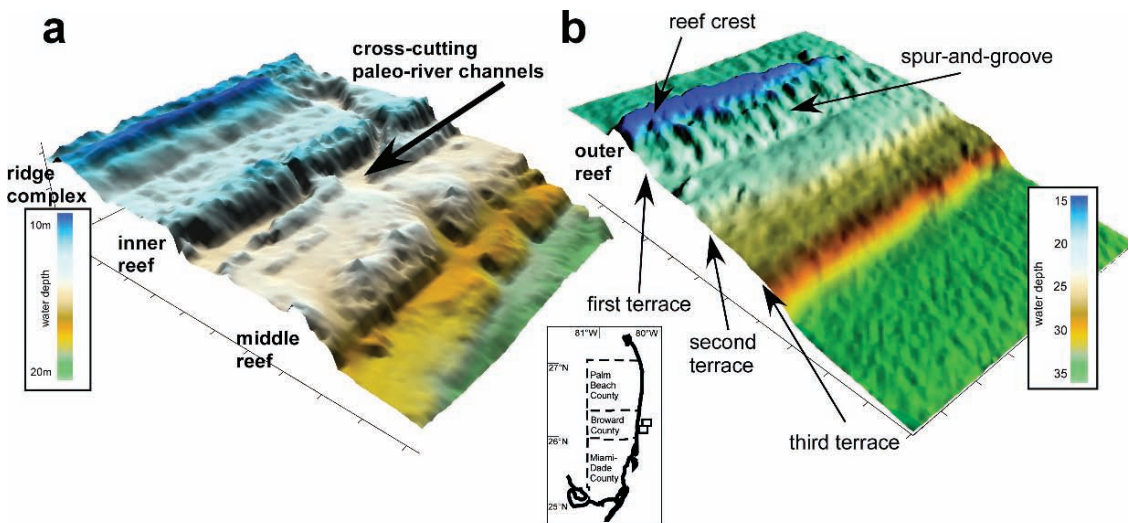 a
cross-cutting
paleo-river channels
ridge
complex
10m
water depth
20m
inner
reef
middle
reef
b
reef crest
spur-and-groove
outer
reef
first terrace
second
terrace
third terrace
15
20
25
30
35
water depth
81°W
80°W
27°N
26°N
25°N
Palm
Beach
County
Broward
County
Miami-
Dade
County